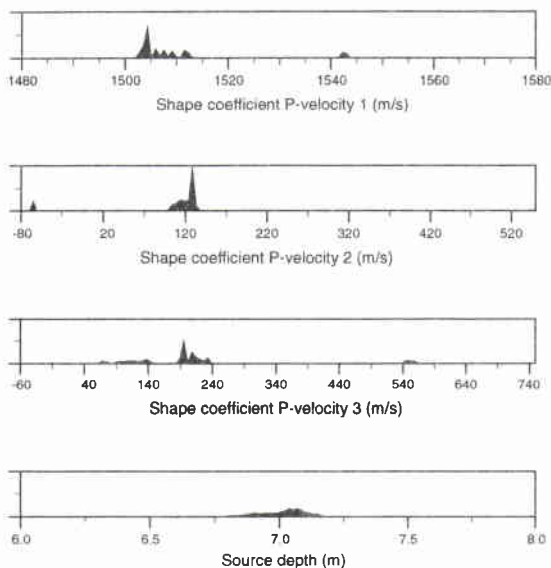 1480 1500 1520 1540 1560 1580
Shape coefficient P-velocity 1 (m/s)
-80 20 120 220 320 420 520
Shape coefficient P-velocity 2 (m/s)
-60 40 140 240 340 440 540 640 740
Shape coefficient P-velocity 3 (m/s)
6.0 6.5 7.0 7.5 8.0
Source depth (m)